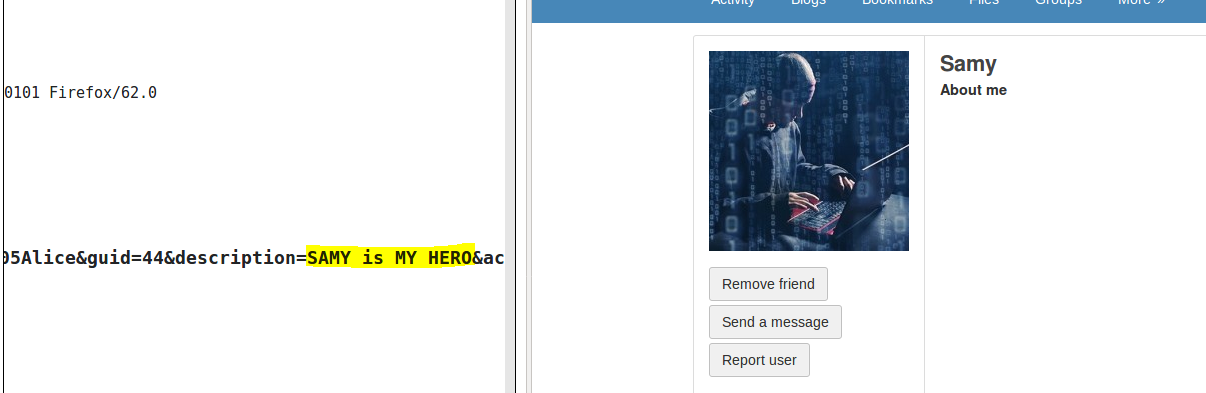 0101 Firefox/62.0
05Alice&guid=44&description=SAMY is MY HERO&ac
Activity Blogs Bookmarks Files Groups More »
Samy
About me
Remove friend
Send a message
Report user